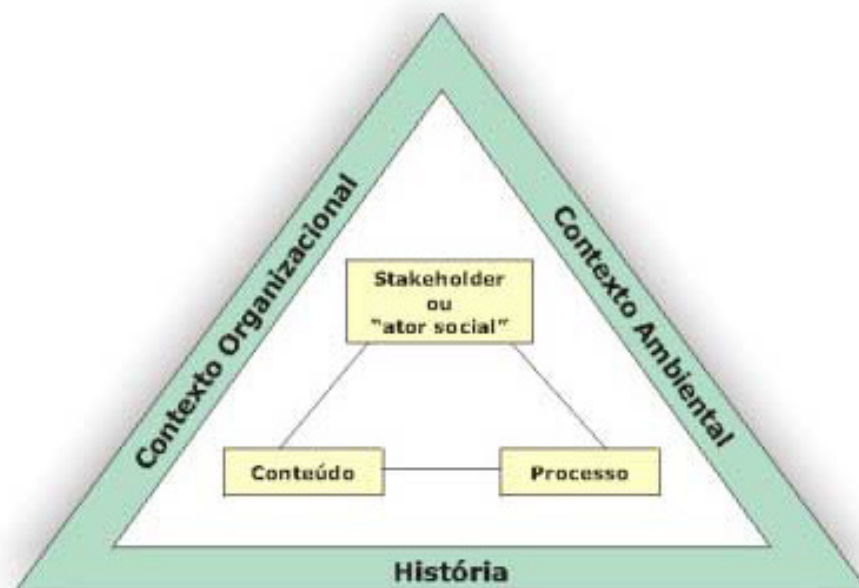 Contexto Organizacional
Contexto Ambiental
Stakeholder
ou
"ator social"
Conteúdo
Processo
História